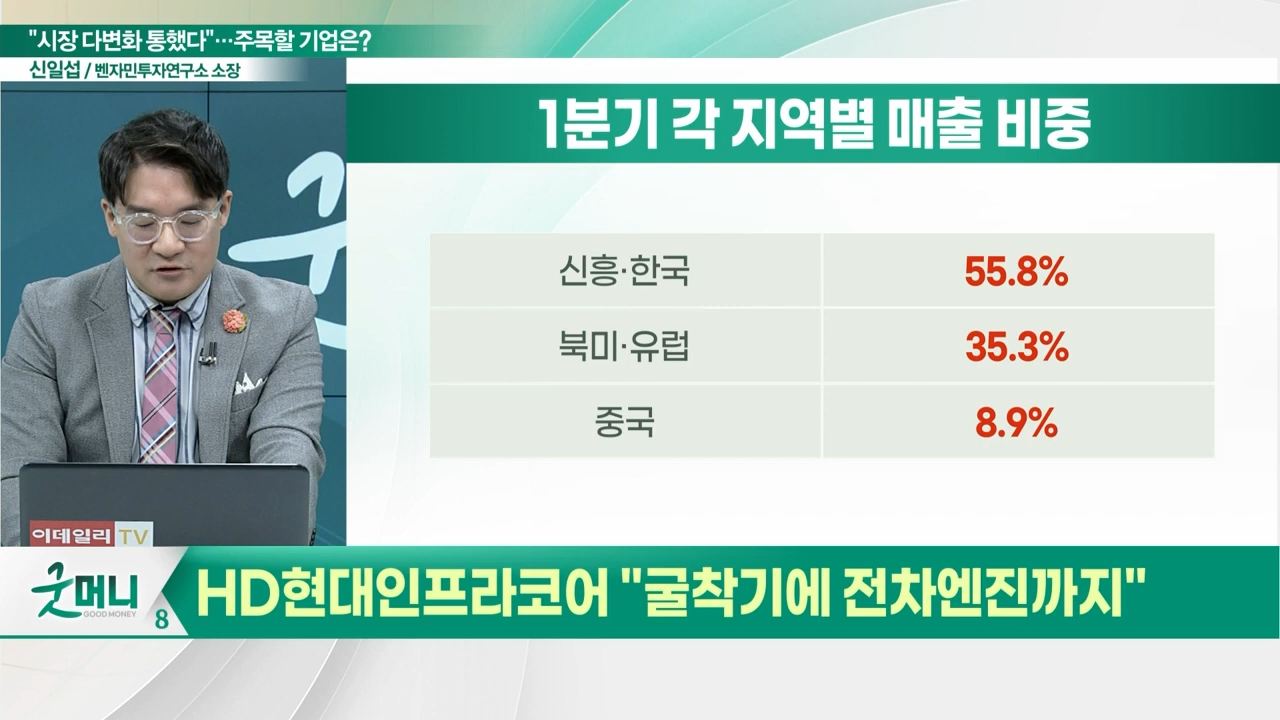 "시장 다변화 통했다"…주목할 기업은?
신일섭 / 벤자민투자연구소 소장
1분기 각 지역별 매출 비중
신흥·한국 55.8%
북미·유럽 35.3%
중국 8.9%
이데일리 TV
굿머니
GOOD MONEY
8
HD현대인프라코어 "굴착기에 전차엔진까지"